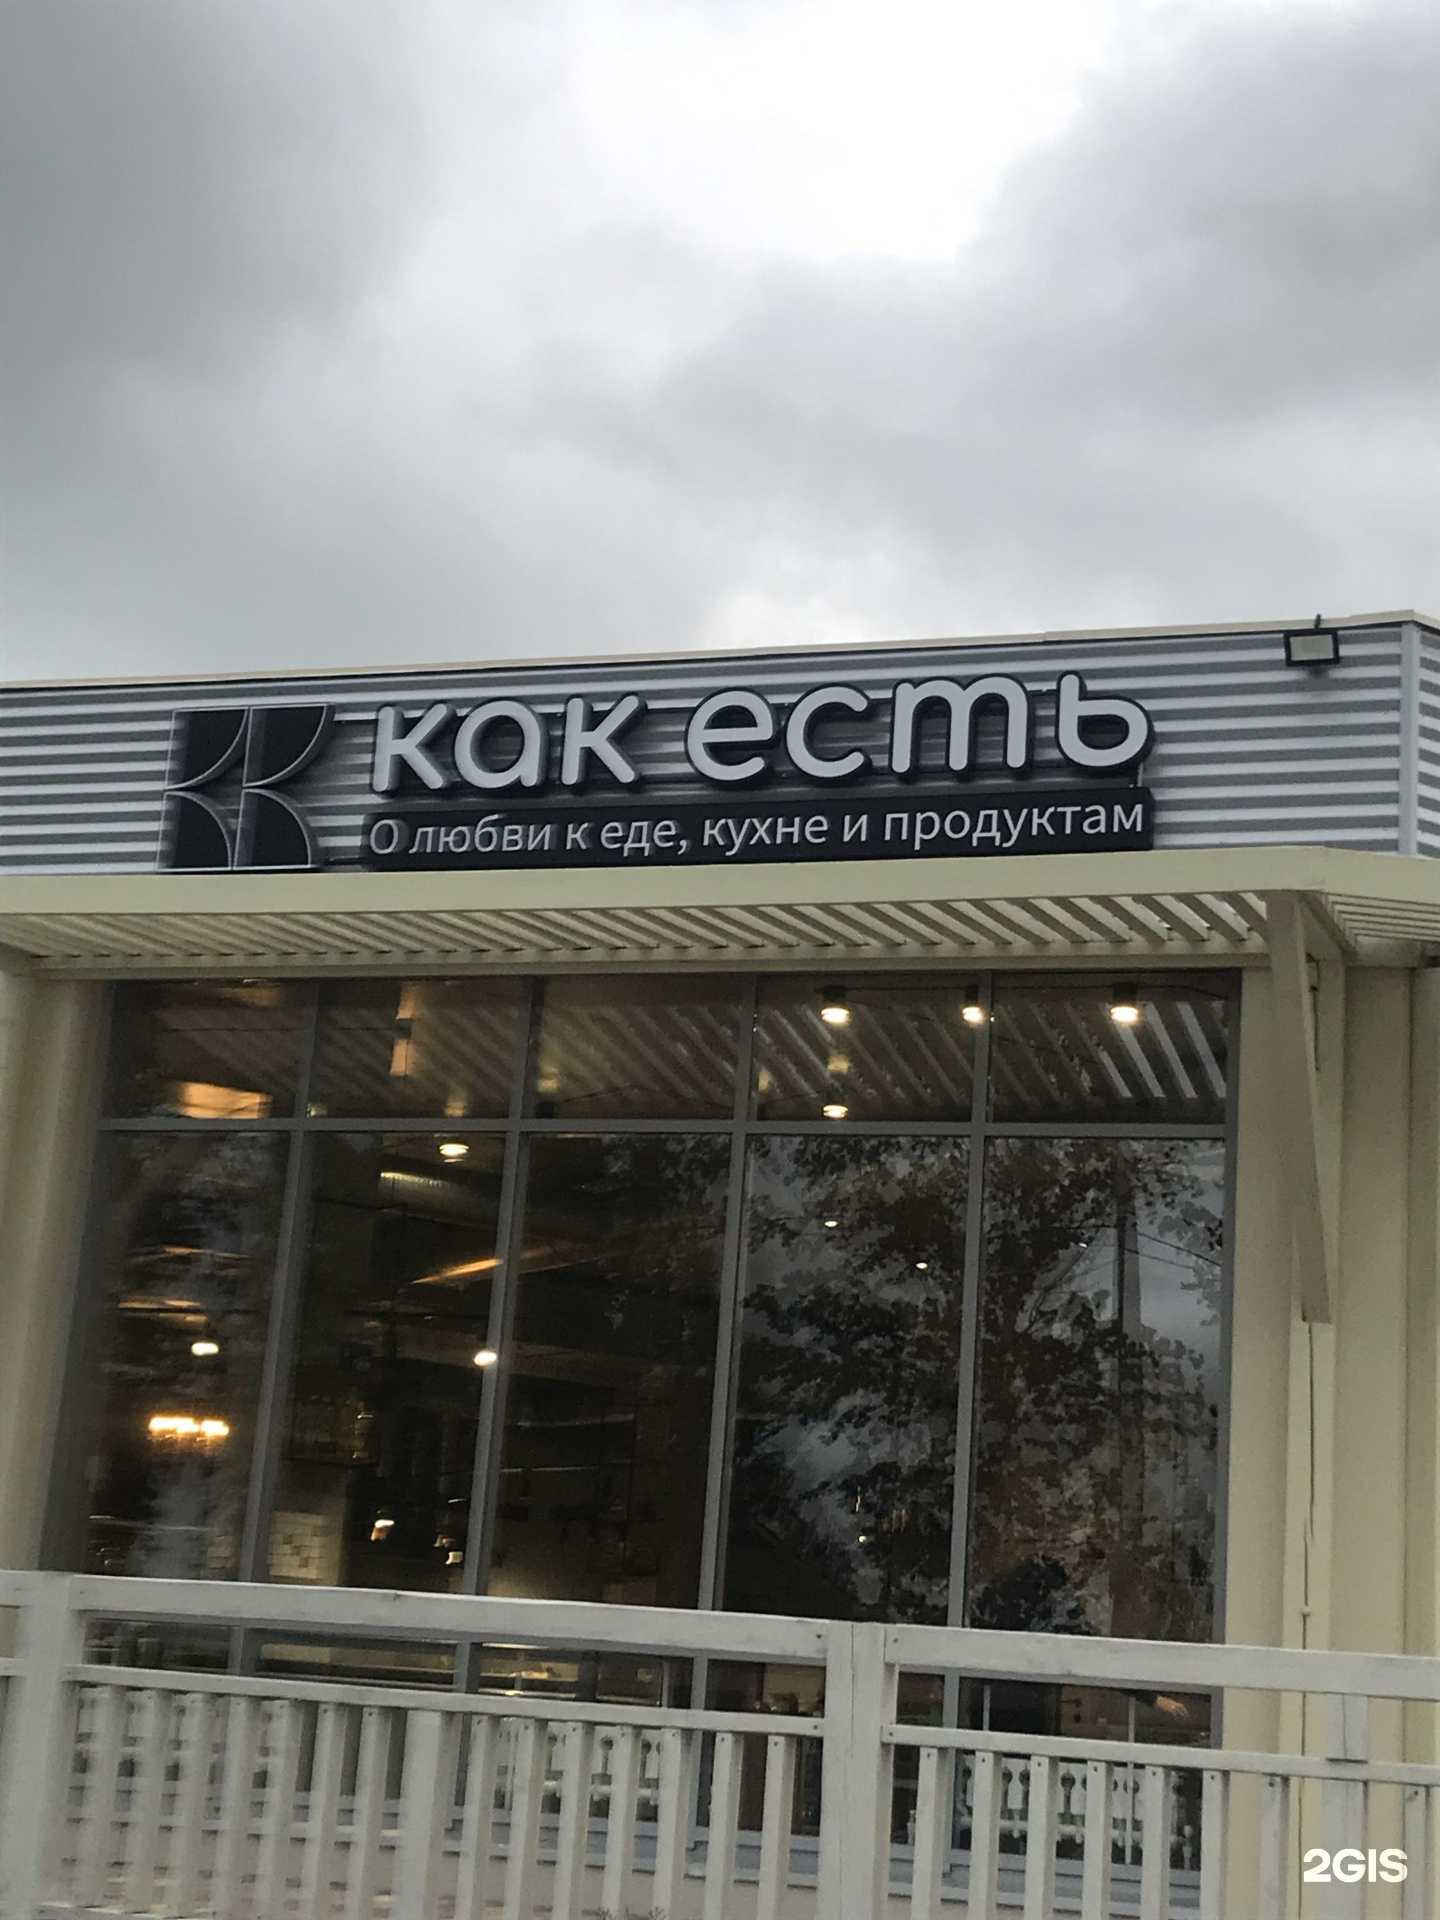 как есть
О любви к еде, кухне и продуктам
2GIS